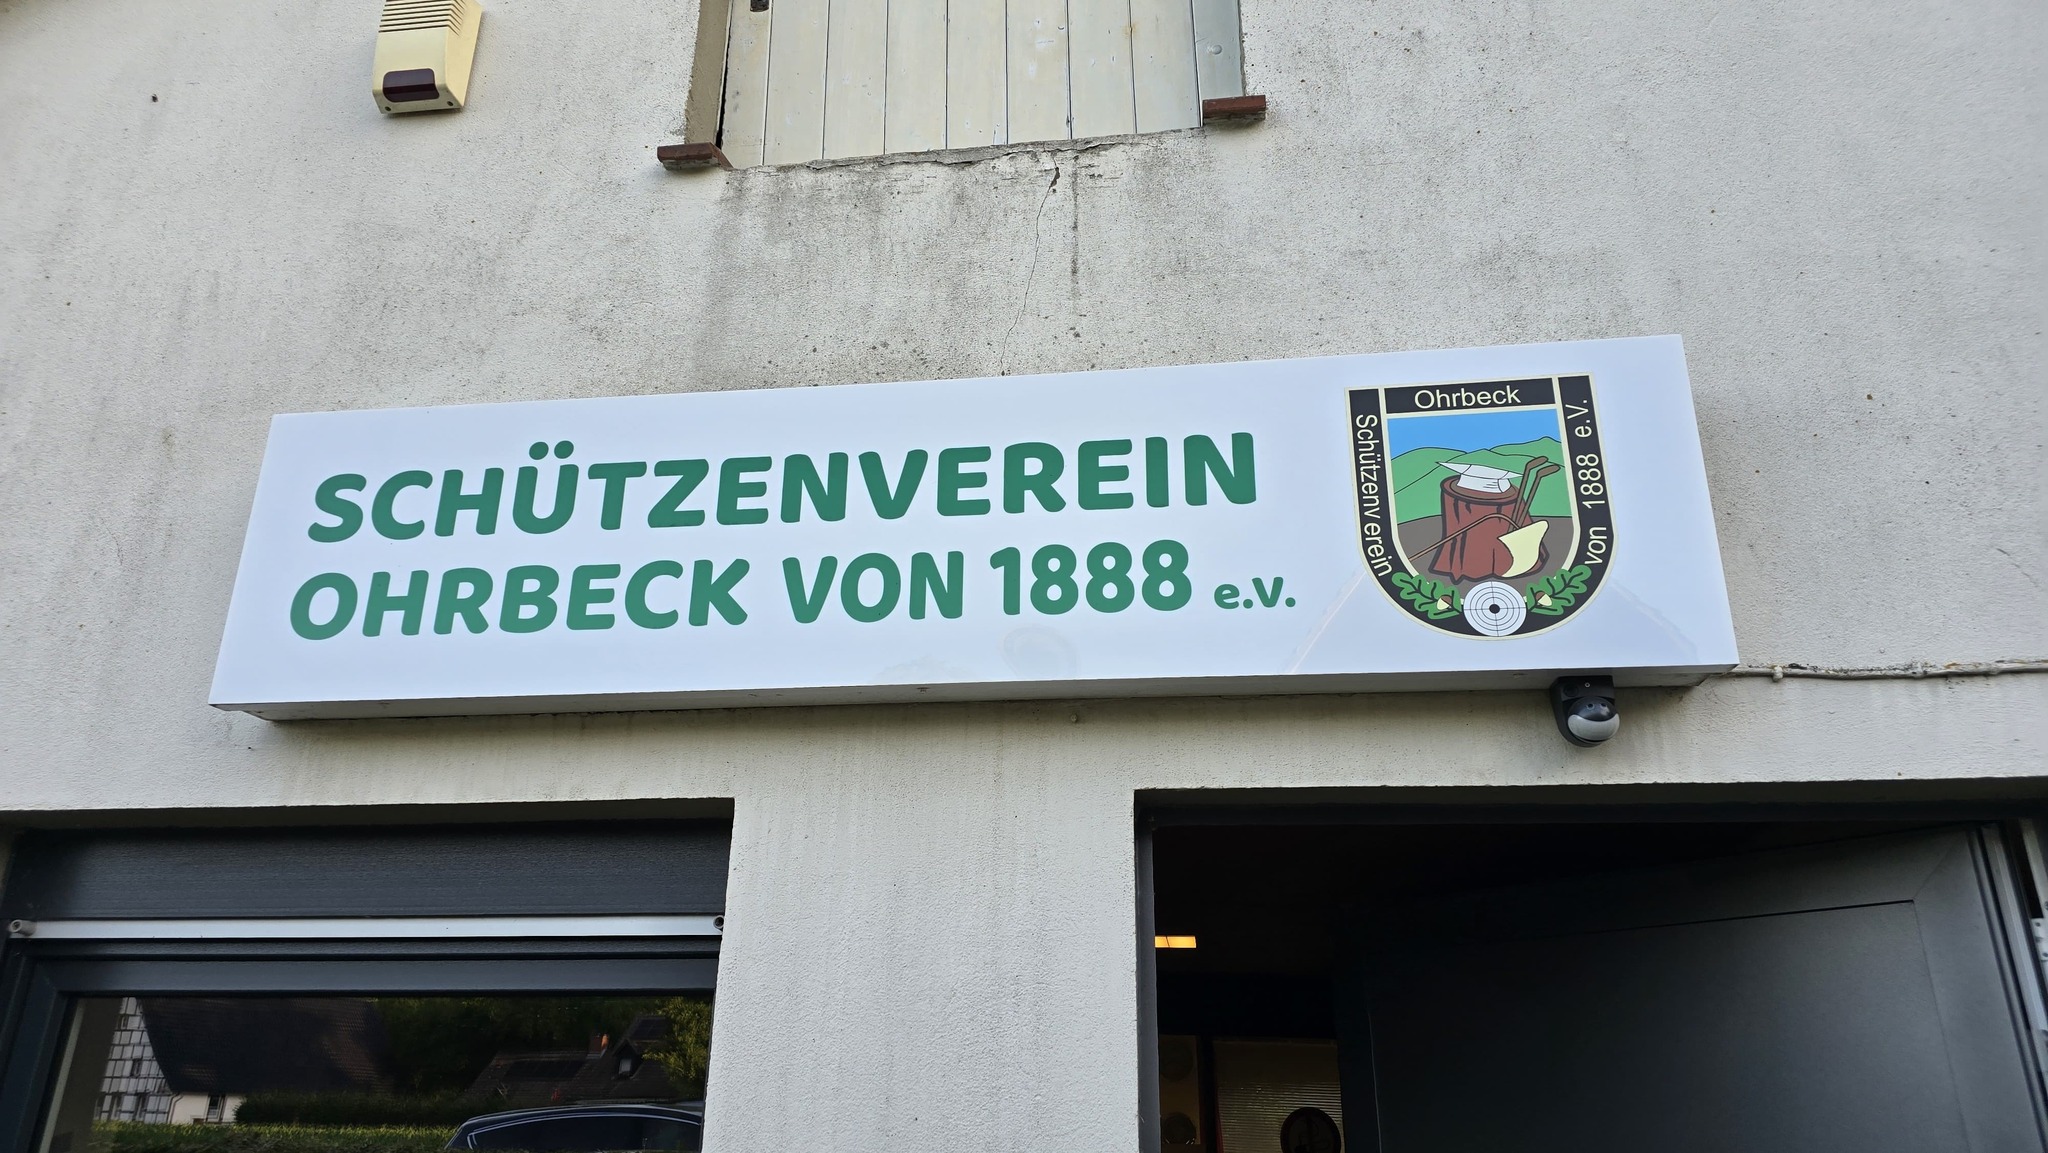 SCHÜTZENVEREIN
OHRBECK VON 1888 e.V.
Ohrbeck
Schützenverein
von 1888 e.V.